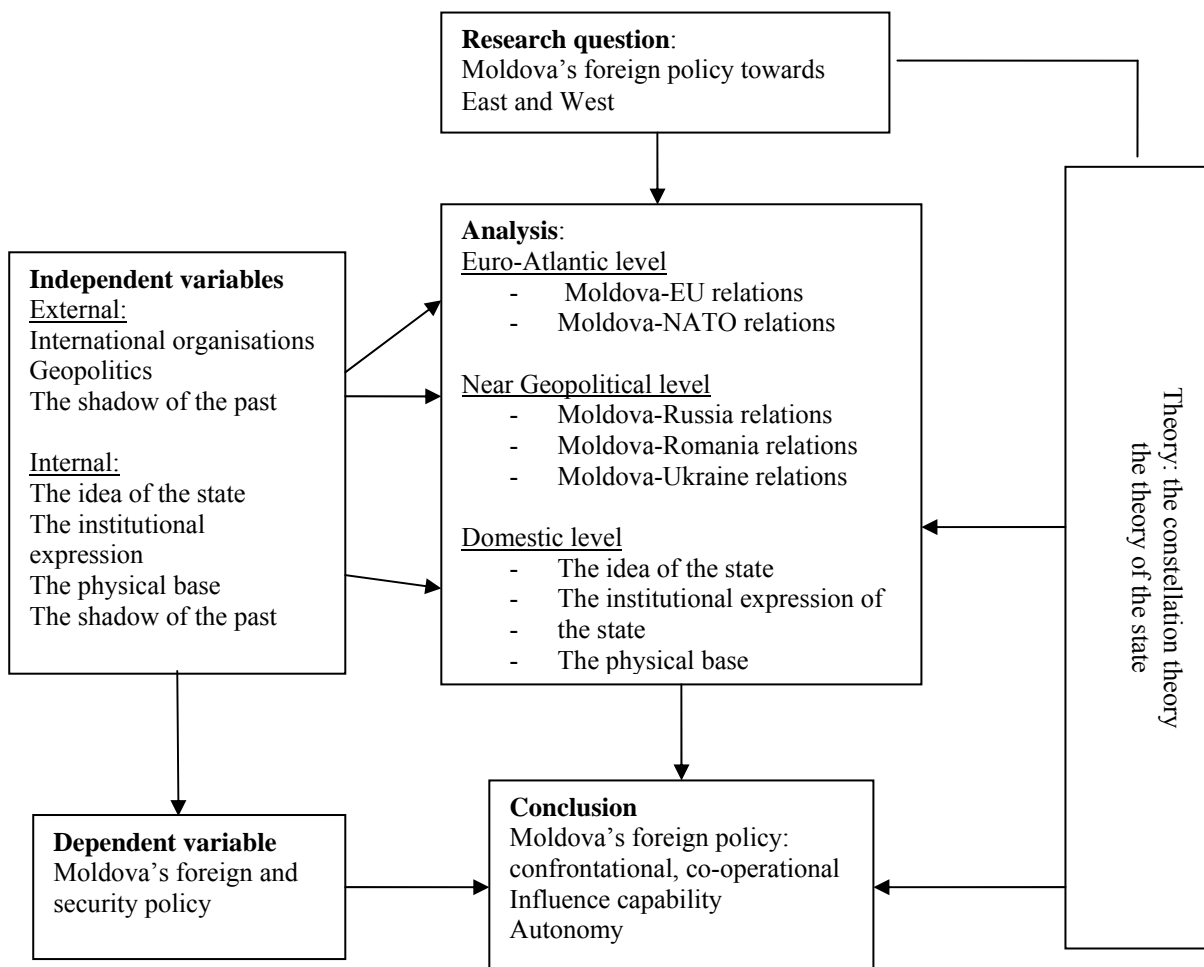 Research question:
Moldova's foreign policy towards
East and West
Independent variables
External:
International organisations
Geopolitics
The shadow of the past
Internal:
The idea of the state
The institutional
expression
The physical base
The shadow of the past
Analysis:
Euro-Atlantic level
- Moldova-EU relations
- Moldova-NATO relations
Near Geopolitical level
- Moldova-Russia relations
- Moldova-Romania relations
- Moldova-Ukraine relations
Domestic level
- The idea of the state
- The institutional expression of
- the state
- The physical base
Theory: the constellation theory
the theory of the state
Dependent variable
Moldova's foreign and
security policy
Conclusion
Moldova's foreign policy:
confrontational, co-operational
Influence capability
Autonomy